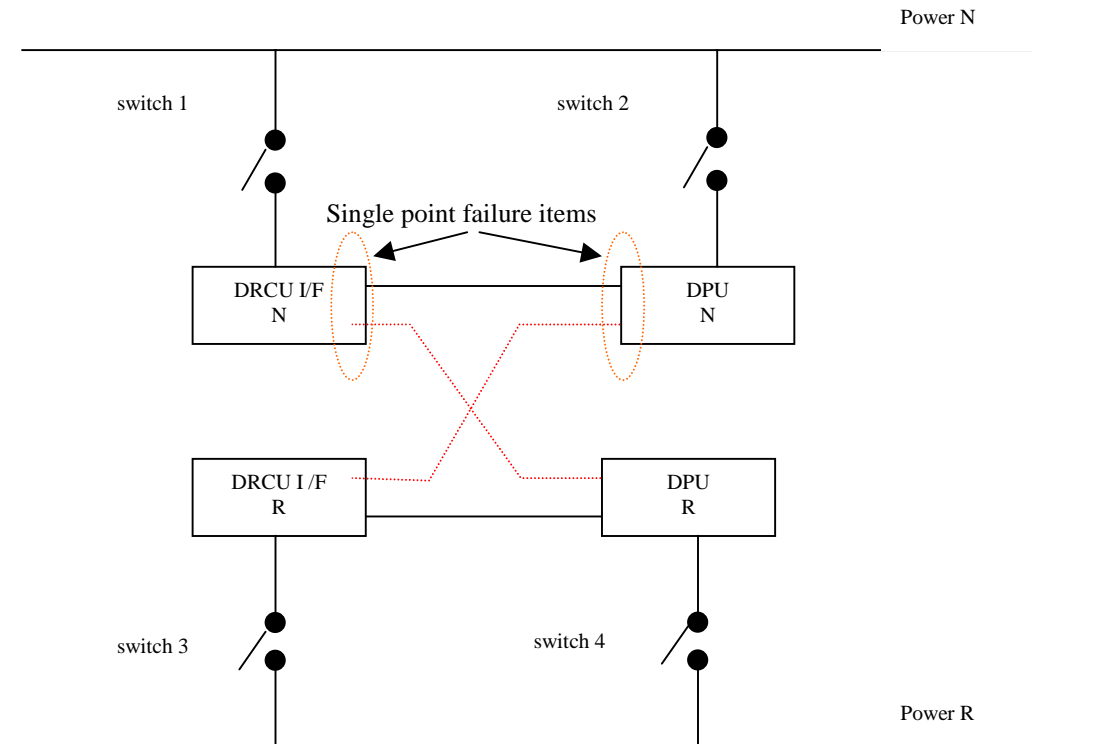 Power N
switch 1
switch 2
Single point failure items
DRCU I/F
N
DPU
N
DRCU I /F
R
DPU
R
switch 3
switch 4
Power R